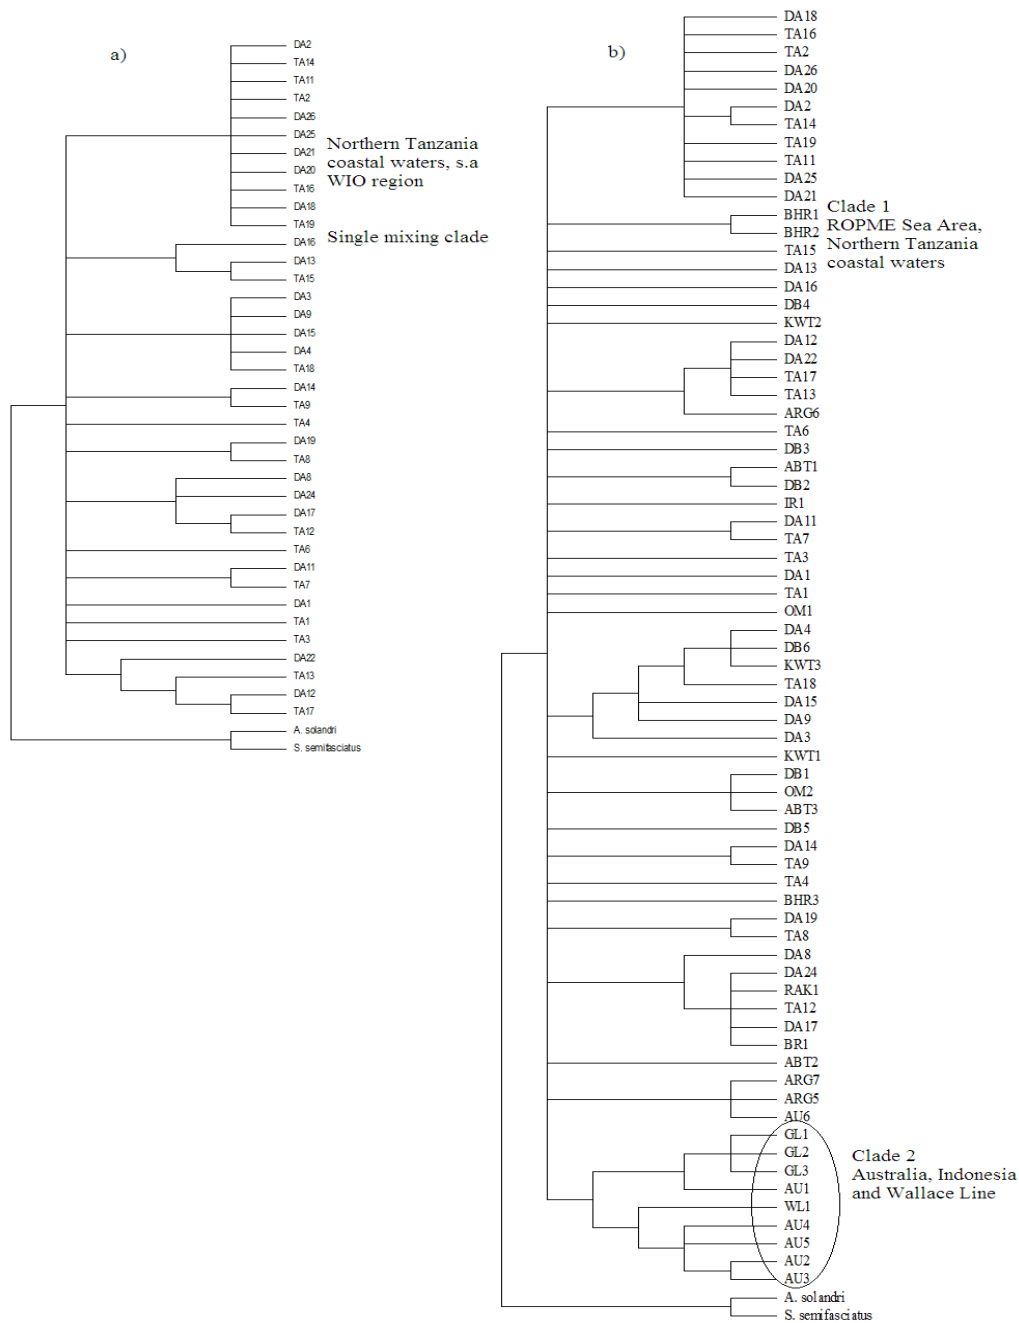 a)
DA2
TA14
TA11
TA2
DA26
DA25
DA21
DA20
TA16
DA18
TA19
DA16
DA13
TA15
DA3
DA9
DA15
DA4
TA18
DA14
TA9
TA4
DA19
TA8
DA8
DA24
DA17
TA12
TA6
DA11
TA7
DA1
TA1
TA3
DA22
TA13
DA12
TA17
A. solandri
S. semifasciatus
Northern Tanzania
coastal waters, s.a
WIO region
Single mixing clade
b)
DA18
TA16
TA2
DA26
DA20
DA2
TA14
TA19
TA11
DA25
DA21
BHR1
BHR2
TA15
DA13
DA16
DB4
KWT2
DA12
DA22
TA17
TA13
ARG6
TA6
DB3
ABT1
DB2
IR1
DA11
TA7
TA3
DA1
TA1
OM1
DA4
DB6
KWT3
TA18
DA15
DA9
DA3
KWT1
DB1
OM2
ABT3
DB5
DA14
TA9
TA4
BHR3
DA19
TA8
DA8
DA24
RAK1
TA12
DA17
BR1
ABT2
ARG7
ARG5
AU6
GL1
GL2
GL3
AU1
WL1
AU4
AU5
AU2
AU3
A. solandri
S. semifasciatus
Clade 1
ROPME Sea Area,
Northern Tanzania
coastal waters
Clade 2
Australia, Indonesia
and Wallace Line